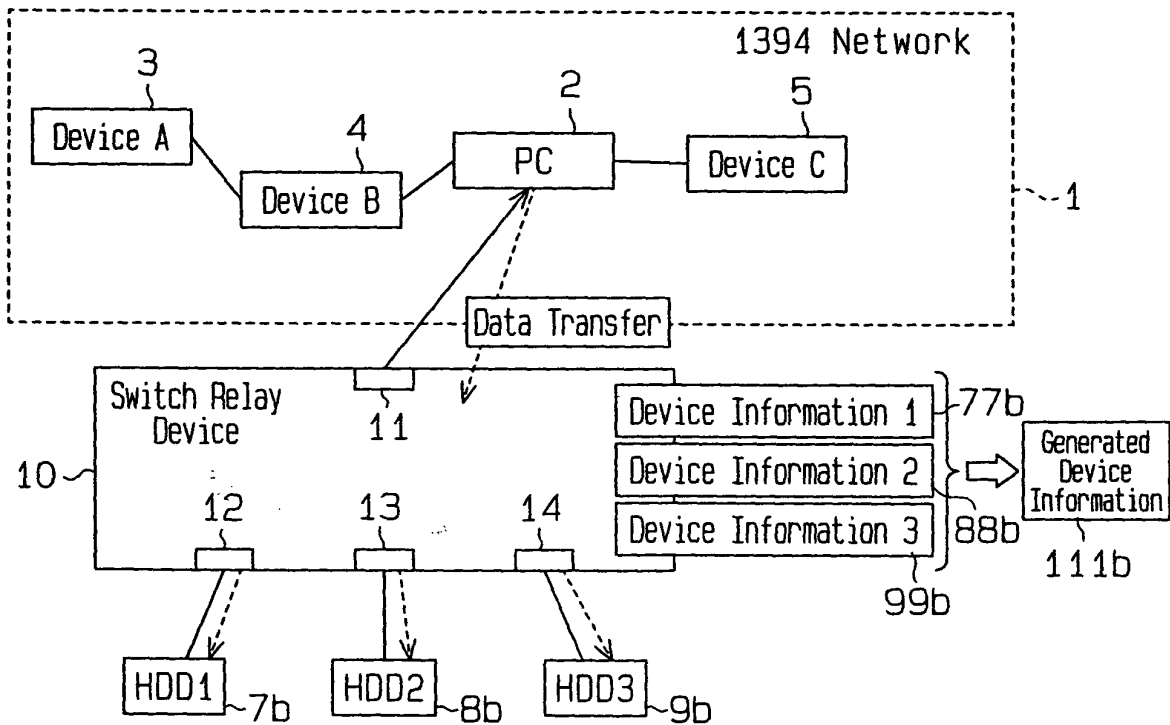 1394 Network
3
Device A
4
Device B
2
PC
5
Device C
1
Data Transfer
Switch Relay
Device
11
10
12
13
14
Device Information 1
77b
Device Information 2
88b
Device Information 3
99b
Generated
Device
Information
111b
HDD1
7b
HDD2
8b
HDD3
9b